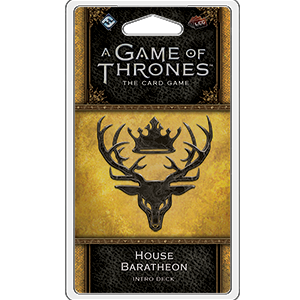 A GAME OF
THRONES
THE CARD GAME
HOUSE
BARATHEON
INTRO DECK